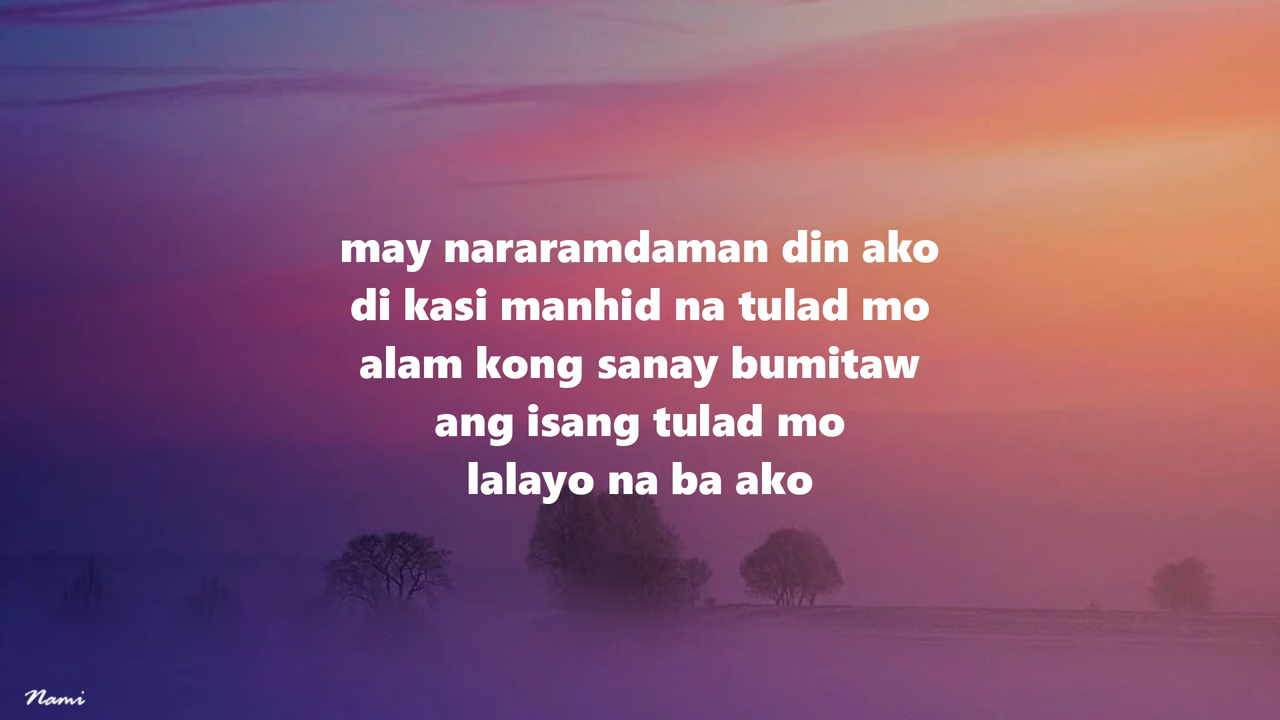 may nararamdaman din ako
di kasi manhid na tulad mo
alam kong sanay bumitaw
ang isang tulad mo
lalayo na ba ako
Nami